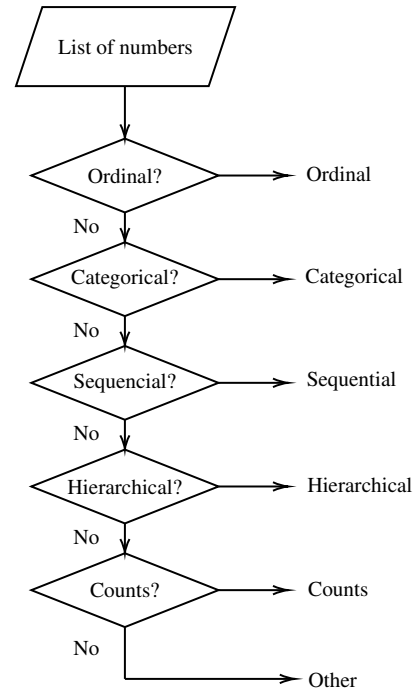 List of numbers
Ordinal?
Ordinal
No
Categorical?
Categorical
No
Sequencial?
Sequential
No
Hierarchical?
Hierarchical
No
Counts?
Counts
No
Other